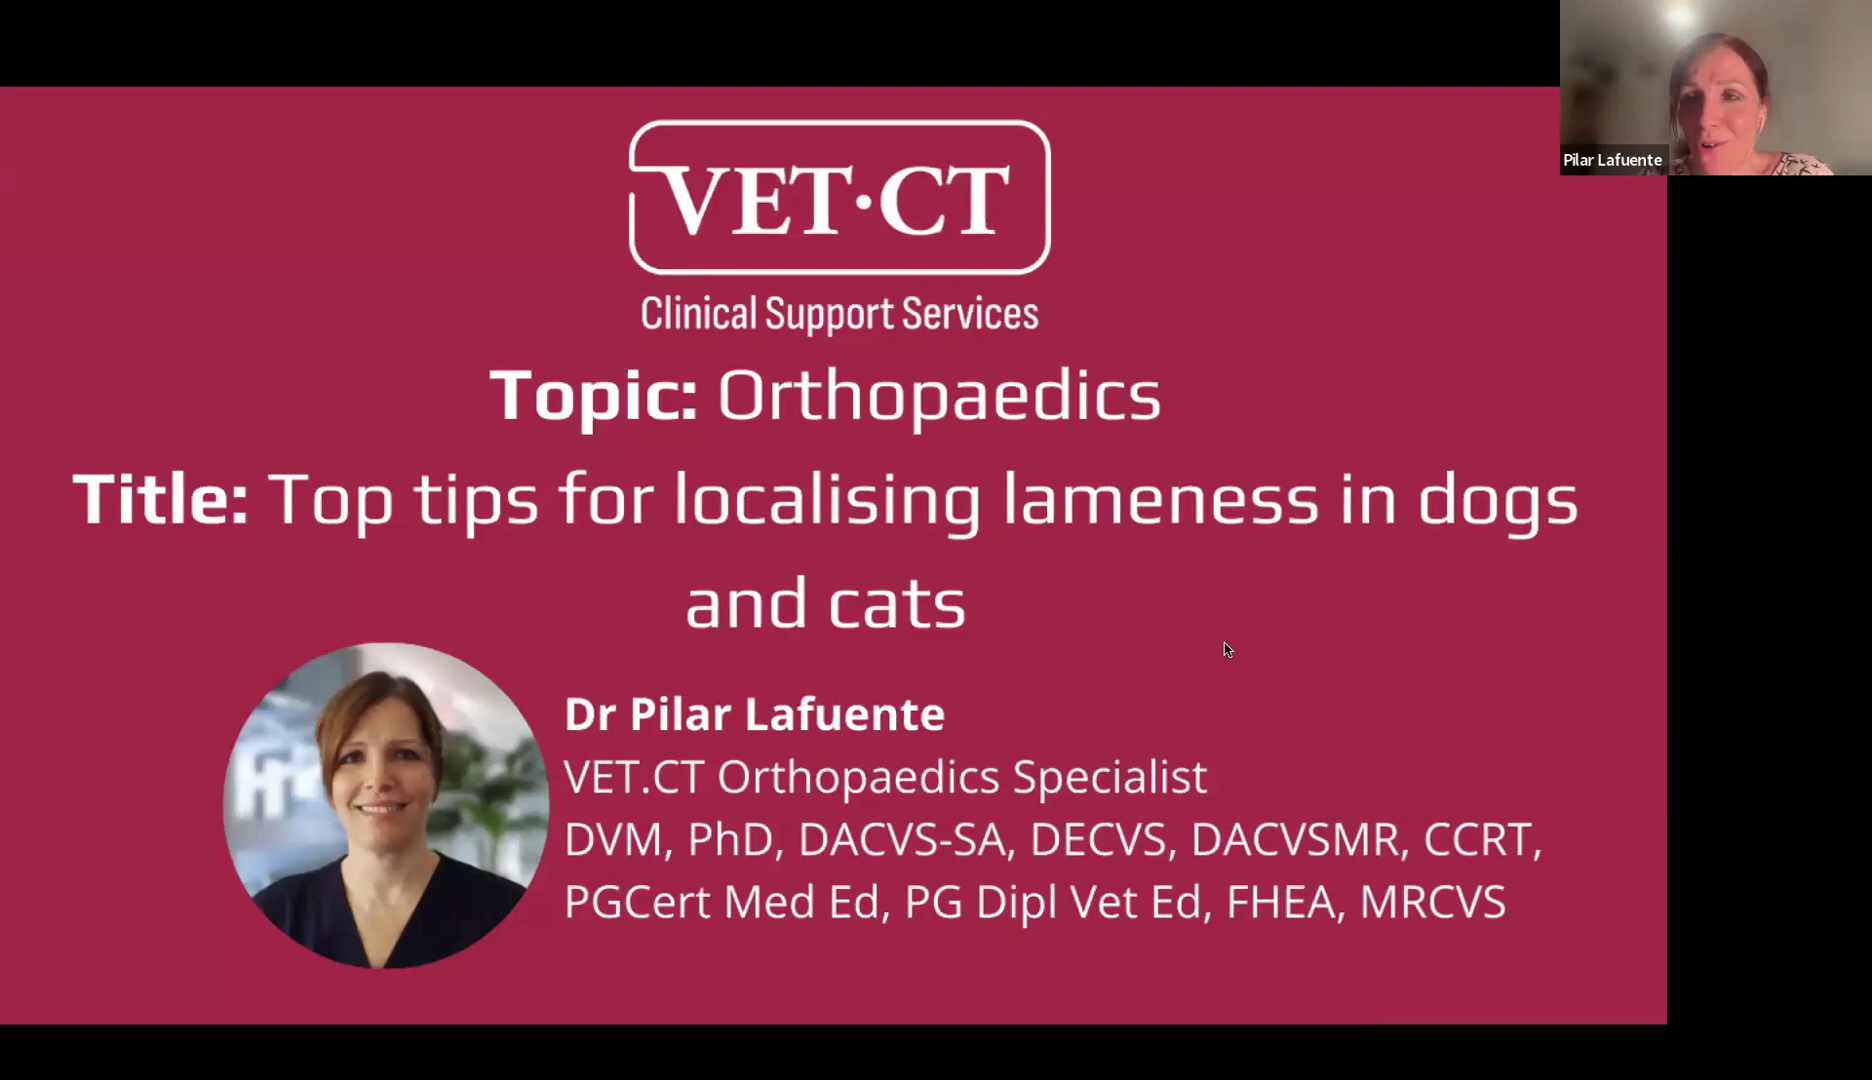 VET·CT
Clinical Support Services
Topic: Orthopaedics
Title: Top tips for localising lameness in dogs
and cats
Dr Pilar Lafuente
VET.CT Orthopaedics Specialist
DVM, PhD, DACVS-SA, DECVS, DACVSMR, CCRT,
PGCert Med Ed, PG Dipl Vet Ed, FHEA, MRCVS
Pilar Lafuente